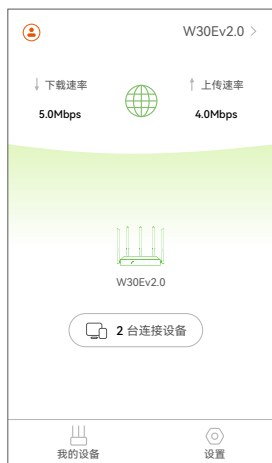 W30Ev2.0 >
↓ 下载速率
↑ 上传速率
5.0Mbps
4.0Mbps
W30Ev2.0
2 台连接设备
我的设备
设置